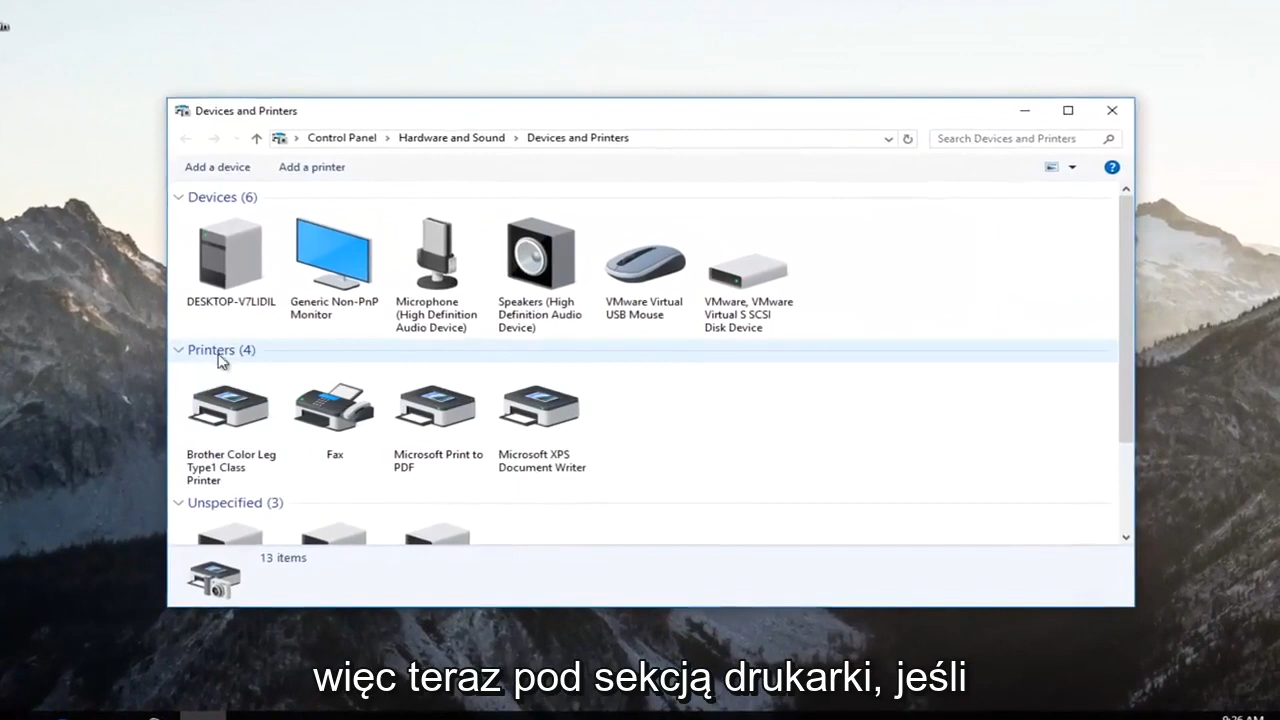 Devices and Printers
Control Panel > Hardware and Sound > Devices and Printers
Search Devices and Printers
Add a device Add a printer
Devices (6)
DESKTOP-V7LIDIL
Generic Non-PnP
Monitor
Microphone
(High Definition
Audio Device)
Speakers (High
Definition Audio
Device)
VMware Virtual
USB Mouse
VMware, VMware
Virtual S SCSI
Disk Device
Printers (4)
Brother Color Leg
Type1 Class
Printer
Fax
Microsoft Print to
PDF
Microsoft XPS
Document Writer
Unspecified (3)
13 items
więc teraz pod sekcją drukarki, jeśli